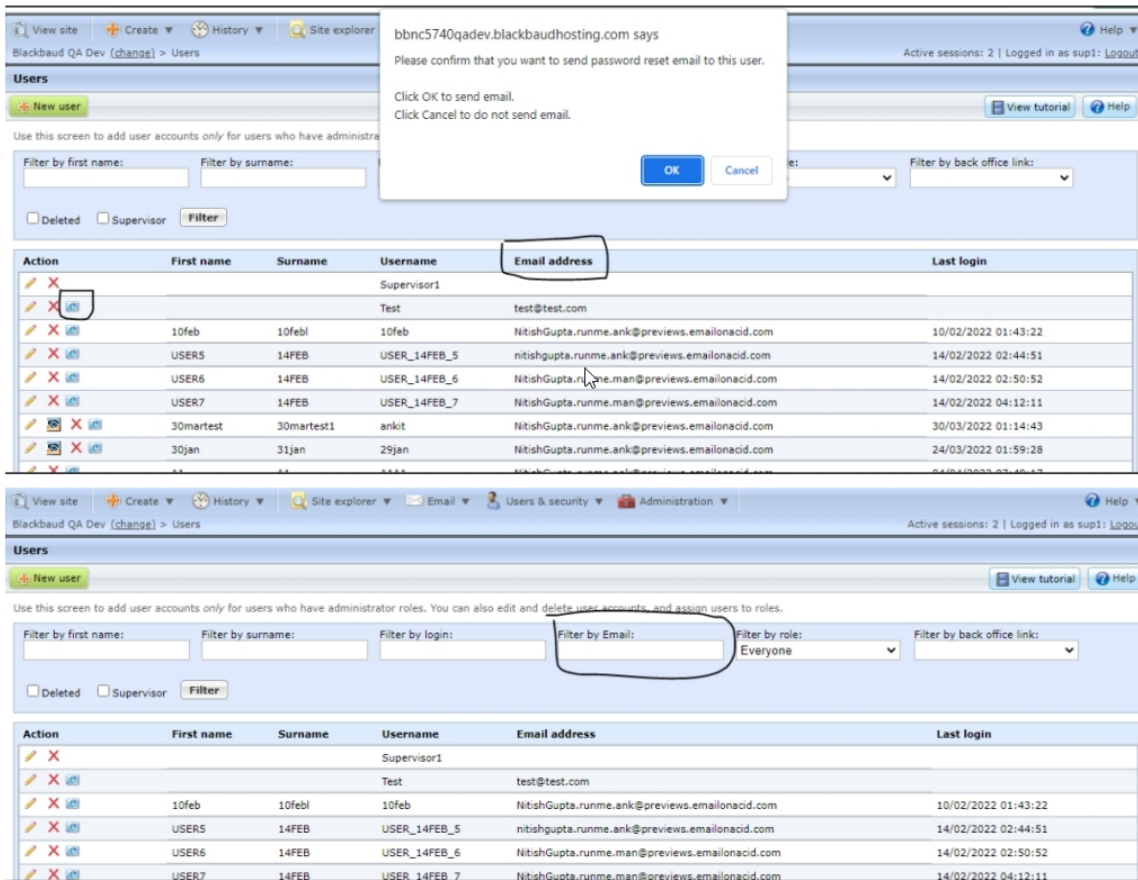 View site Create History Site explorer Help
Blackbaud QA Dev (change) > Users Active sessions: 2 | Logged in as sup1: Logout
bbnc5740qadev.blackbaudhosting.com says
Please confirm that you want to send password reset email to this user.
Click OK to send email.
Click Cancel to do not send email.
OK Cancel
Users
New user View tutorial Help
Use this screen to add user accounts only for users who have administra
Filter by first name: Filter by surname: e: Filter by back office link:
Deleted Supervisor Filter
Action First name Surname Username Email address Last login
Supervisor1
Test test@test.com
10feb 10febl 10feb NitishGupta.runme.ank@previews.emailonacid.com 10/02/2022 01:43:22
USER5 14FEB USER_14FEB_5 nitishgupta.runme.ank@previews.emailonacid.com 14/02/2022 02:44:51
USER6 14FEB USER_14FEB_6 NitishGupta.runme.man@previews.emailonacid.com 14/02/2022 02:50:52
USER7 14FEB USER_14FEB_7 NitishGupta.runme.man@previews.emailonacid.com 14/02/2022 04:12:11
30martest 30martest1 ankit NitishGupta.runme.man@previews.emailonacid.com 30/03/2022 01:14:43
30jan 31jan 29jan NitishGupta.runme.man@previews.emailonacid.com 24/03/2022 01:59:28
View site Create History Site explorer Email Users & security Administration Help
Blackbaud QA Dev (change) > Users Active sessions: 2 | Logged in as sup1: Logou
Users
New user View tutorial Help
Use this screen to add user accounts only for users who have administrator roles. You can also edit and delete user accounts, and assign users to roles.
Filter by first name: Filter by surname: Filter by login: Filter by Email: Filter by role: Filter by back office link:
Everyone
Deleted Supervisor Filter
Action First name Surname Username Email address Last login
Supervisor1
Test test@test.com
10feb 10febl 10feb NitishGupta.runme.ank@previews.emailonacid.com 10/02/2022 01:43:22
USER5 14FEB USER_14FEB_5 nitishgupta.runme.ank@previews.emailonacid.com 14/02/2022 02:44:51
USER6 14FEB USER_14FEB_6 NitishGupta.runme.man@previews.emailonacid.com 14/02/2022 02:50:52
USER7 14FEB USER_14FEB_7 NitishGupta.runme.man@previews.emailonacid.com 14/02/2022 04:12:11